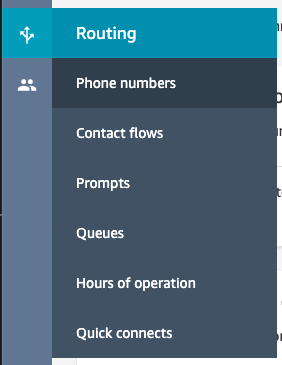 Routing
Phone numbers
Contact flows
Prompts
Queues
Hours of operation
Quick connects